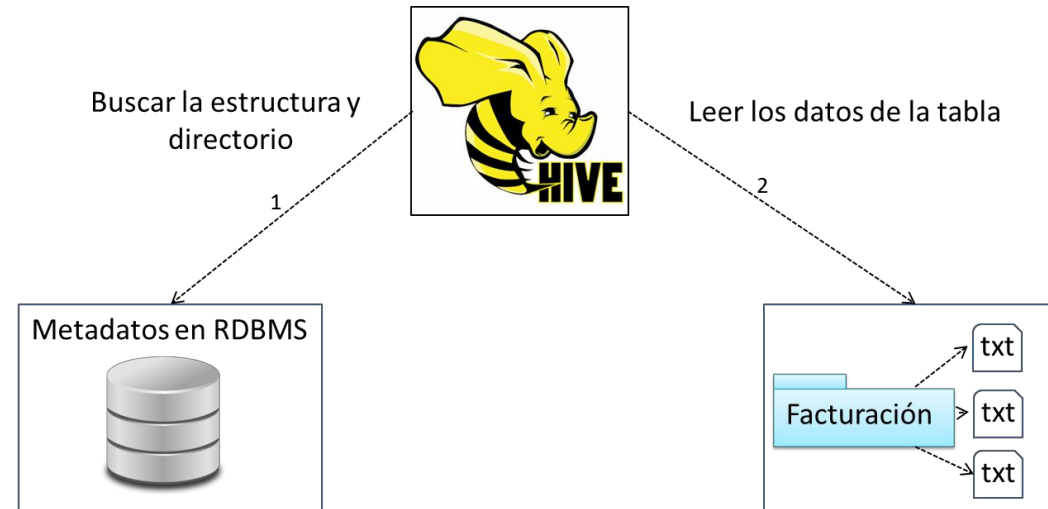 HIVE
Buscar la estructura y
directorio
Leer los datos de la tabla
1
2
Metadatos en RDBMS
Facturación
txt
txt
txt